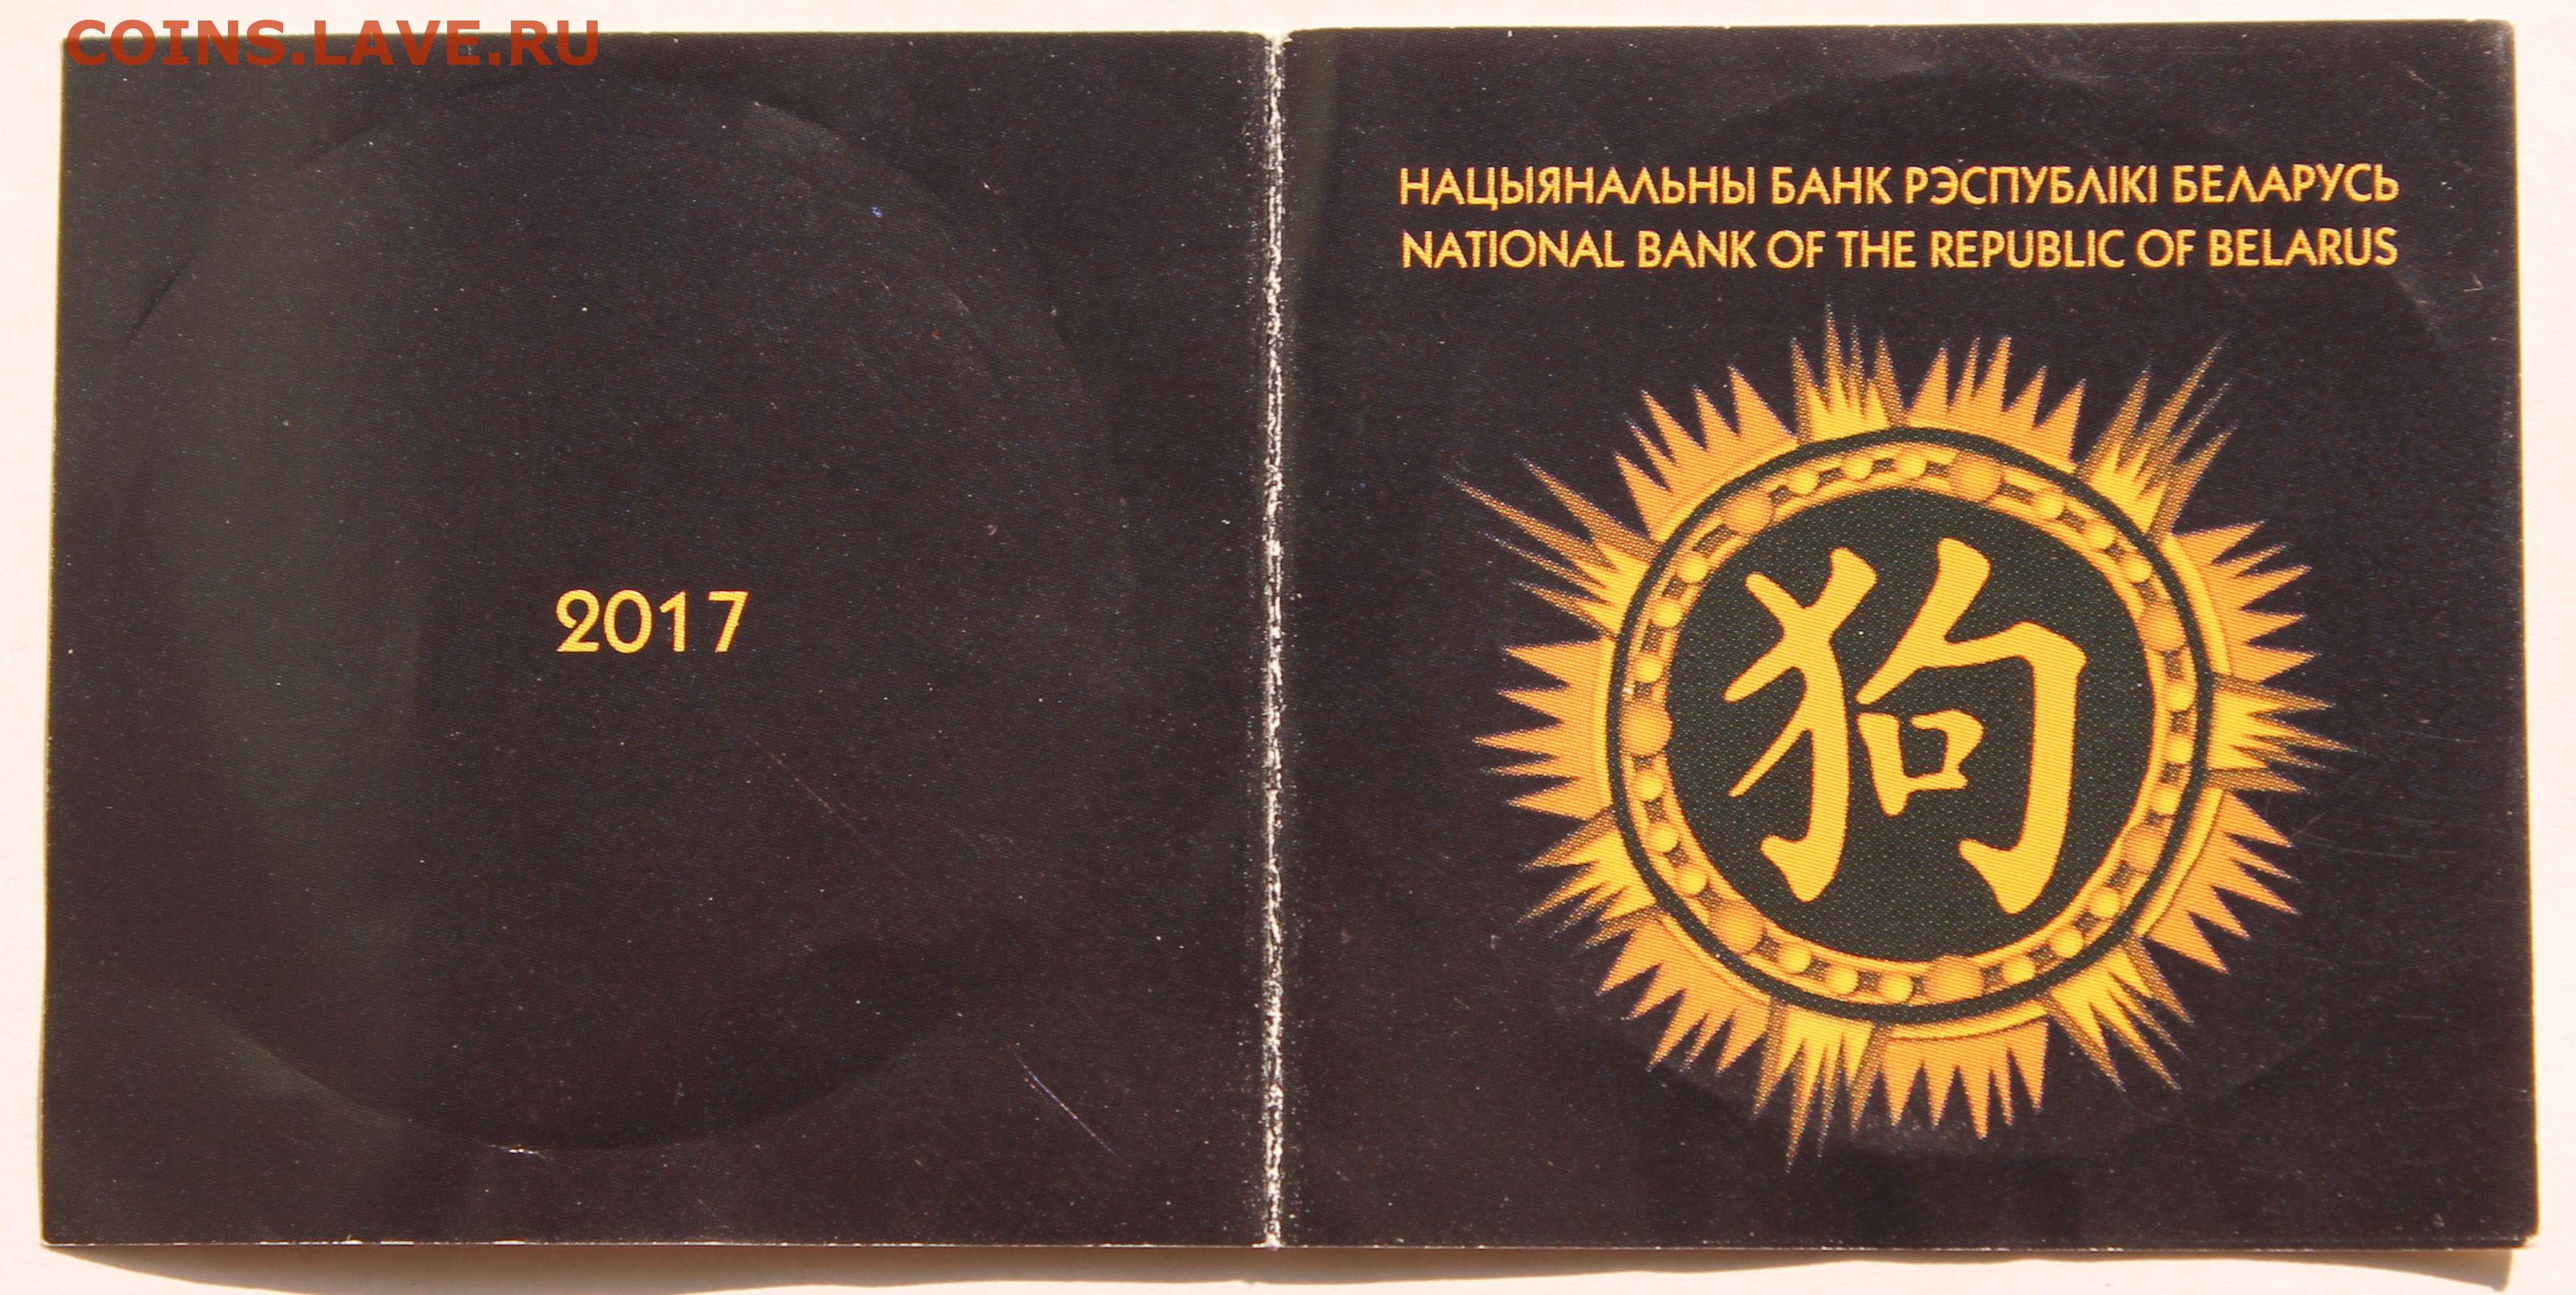 COINS.LAVE.RU
2017
НАЦЫЯНАЛЬНЫ БАНК РЭСПУБЛІКІ БЕЛАРУСЬ
NATIONAL BANK OF THE REPUBLIC OF BELARUS
狗